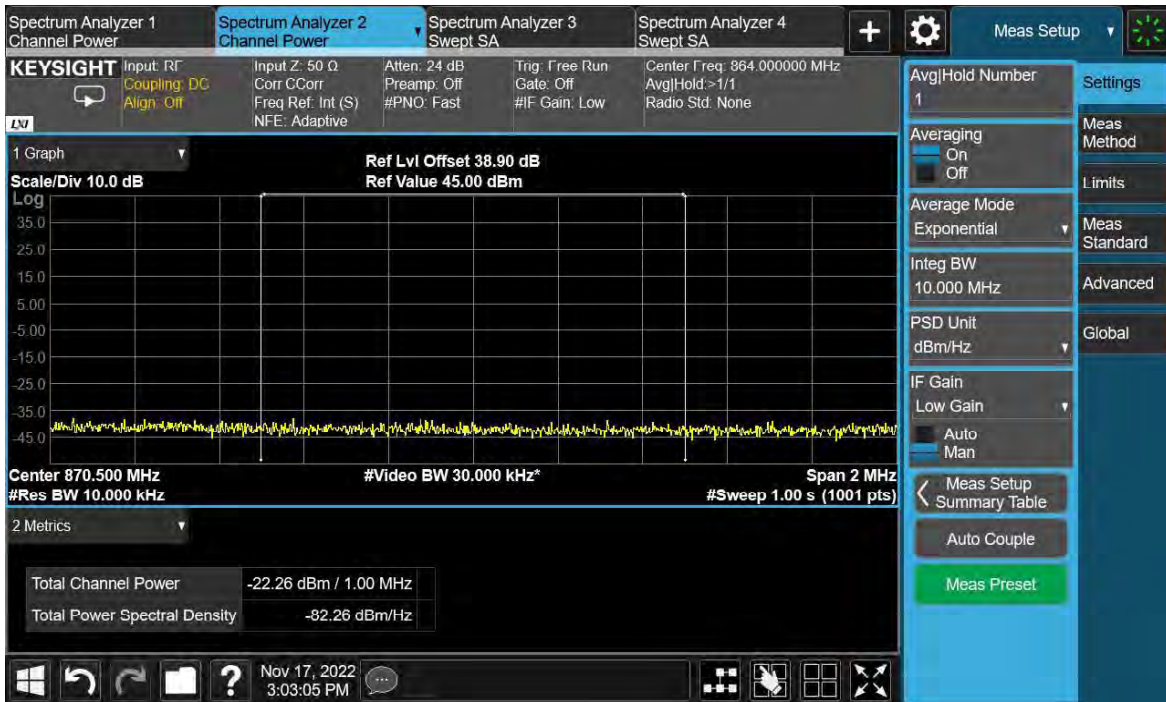 Spectrum Analyzer 1
Channel Power
Spectrum Analyzer 2
Channel Power
Spectrum Analyzer 3
Swept SA
Spectrum Analyzer 4
Swept SA
Meas Setup
KEYSIGHT
LXI
Input: RF
Coupling: DC
Align: Off
Input Z: 50 Ω
Corr CCorr
Freq Ref: Int (S)
NFE: Adaptive
Atten: 24 dB
Preamp: Off
#PNO: Fast
Trig: Free Run
Gate: Off
#IF Gain: Low
Center Freq: 864.000000 MHz
Avg|Hold:>1/1
Radio Std: None
1 Graph
Scale/Div 10.0 dB
Ref Lvl Offset 38.90 dB
Ref Value 45.00 dBm
Log
35.0
25.0
15.0
5.00
-5.00
-15.0
-25.0
-35.0
-45.0
Center 870.500 MHz
#Video BW 30.000 kHz*
Span 2 MHz
#Res BW 10.000 kHz
#Sweep 1.00 s (1001 pts)
2 Metrics
Total Channel Power
-22.26 dBm / 1.00 MHz
Total Power Spectral Density
-82.26 dBm/Hz
?
Nov 17, 2022
3:03:05 PM
Avg|Hold Number
1
Averaging
On
Off
Average Mode
Exponential
Integ BW
10.000 MHz
PSD Unit
dBm/Hz
IF Gain
Low Gain
Auto
Man
Meas Setup
Summary Table
Auto Couple
Meas Preset
Settings
Meas
Method
Limits
Meas
Standard
Advanced
Global